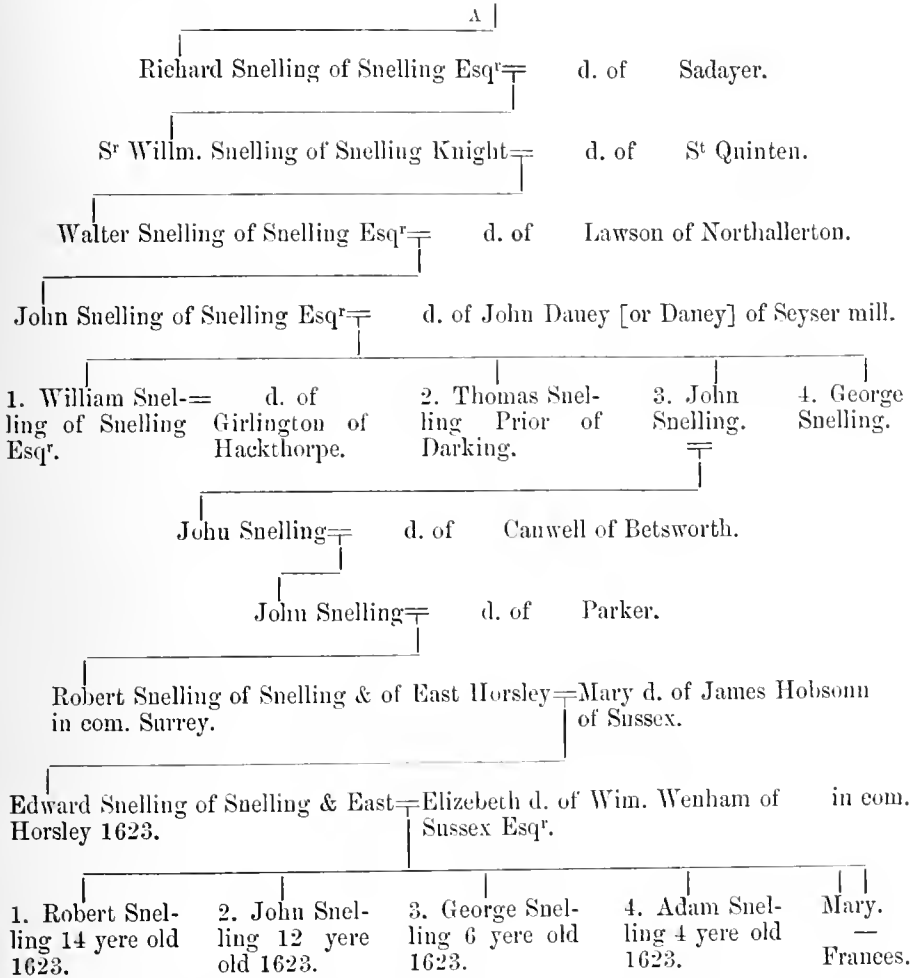 A
Richard Snelling of Snelling Esqʳ = d. of Sadayer.
Sʳ Willm. Snelling of Snelling Knight = d. of Sᵗ Quinten.
Walter Snelling of Snelling Esqʳ = d. of Lawson of Northallerton.
John Snelling of Snelling Esqʳ = d. of John Dauey [or Daney] of Seyser mill.
1. William Snel- = d. of 2. Thomas Snel- 3. John 4. George
ling of Snelling Girlington of ling Prior of Snelling. Snelling.
Esqʳ. Hackthorpe. Darking.
John Snelling = d. of Canwell of Betsworth.
John Snelling = d. of Parker.
Robert Snelling of Snelling & of East Horsley = Mary d. of James Hobsonn
in com. Surrey. of Sussex.
Edward Snelling of Snelling & East = Elizebeth d. of Wim. Wenham of in com.
Horsley 1623. Sussex Esqʳ.
1. Robert Snel- 2. John Snel- 3. George Snel- 4. Adam Snel- Mary.
ling 14 yere old ling 12 yere ling 6 yere old ling 4 yere old —
1623. old 1623. 1623. 1623. Frances.